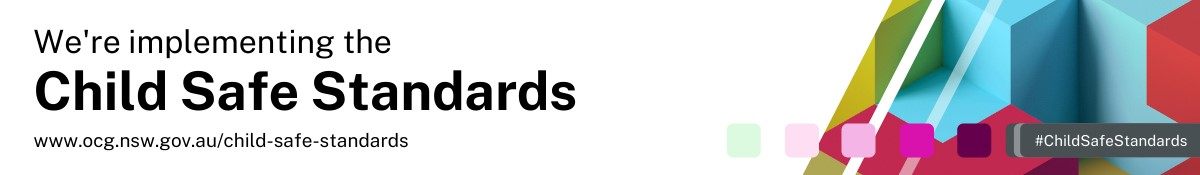 We're implementing the
Child Safe Standards
www.ocg.nsw.gov.au/child-safe-standards
#ChildSafeStandards